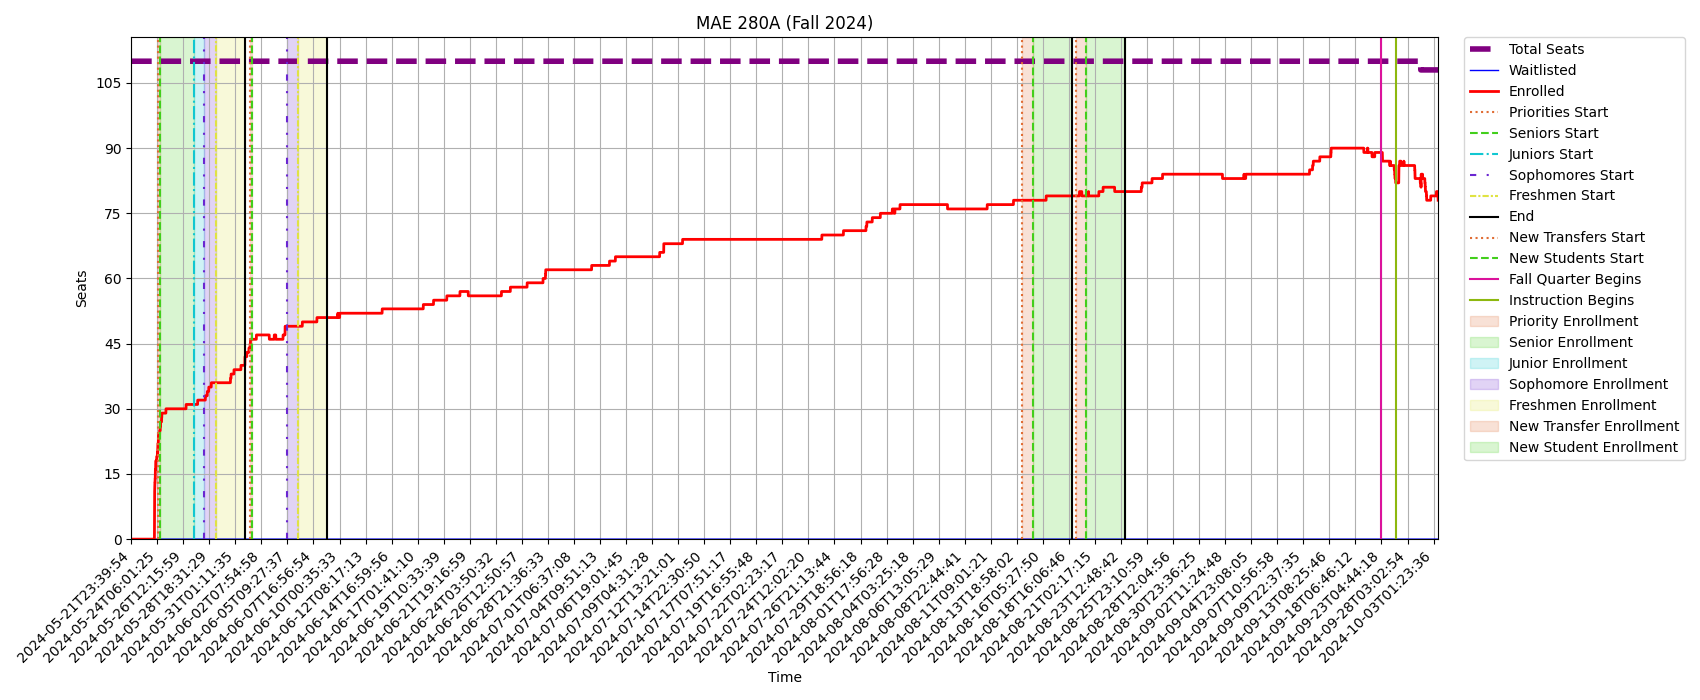 MAE 280A (Fall 2024)
Seats
105
90
75
60
45
30
15
0
2024-05-21T23:39:54
2024-05-24T06:01:25
2024-05-26T12:15:59
2024-05-28T18:31:29
2024-05-31T01:11:35
2024-06-02T07:54:58
2024-06-05T09:27:37
2024-06-07T16:56:54
2024-06-10T00:35:33
2024-06-12T08:17:13
2024-06-14T16:59:56
2024-06-17T01:41:10
2024-06-19T10:33:39
2024-06-21T19:16:59
2024-06-24T03:50:32
2024-06-26T12:50:57
2024-06-28T21:36:33
2024-07-01T06:37:08
2024-07-04T09:51:13
2024-07-06T19:01:45
2024-07-09T04:31:28
2024-07-12T13:21:01
2024-07-14T22:30:50
2024-07-17T07:51:17
2024-07-19T16:55:48
2024-07-22T02:23:17
2024-07-24T12:02:20
2024-07-26T21:13:44
2024-07-29T18:56:18
2024-08-01T17:56:28
2024-08-04T03:25:18
2024-08-06T13:05:29
2024-08-08T22:44:41
2024-08-11T09:01:23
2024-08-13T18:58:02
2024-08-16T05:27:50
2024-08-18T16:06:46
2024-08-21T02:17:15
2024-08-23T12:48:42
2024-08-25T23:10:59
2024-08-28T12:04:56
2024-08-30T23:36:25
2024-09-02T11:24:48
2024-09-04T23:08:05
2024-09-07T10:56:58
2024-09-09T22:37:35
2024-09-13T08:25:46
2024-09-18T06:46:12
2024-09-23T04:44:18
2024-09-28T03:02:54
2024-10-03T01:23:36
Time
Total Seats
Waitlisted
Enrolled
Priorities Start
Seniors Start
Juniors Start
Sophomores Start
Freshmen Start
End
New Transfers Start
New Students Start
Fall Quarter Begins
Instruction Begins
Priority Enrollment
Senior Enrollment
Junior Enrollment
Sophomore Enrollment
Freshmen Enrollment
New Transfer Enrollment
New Student Enrollment